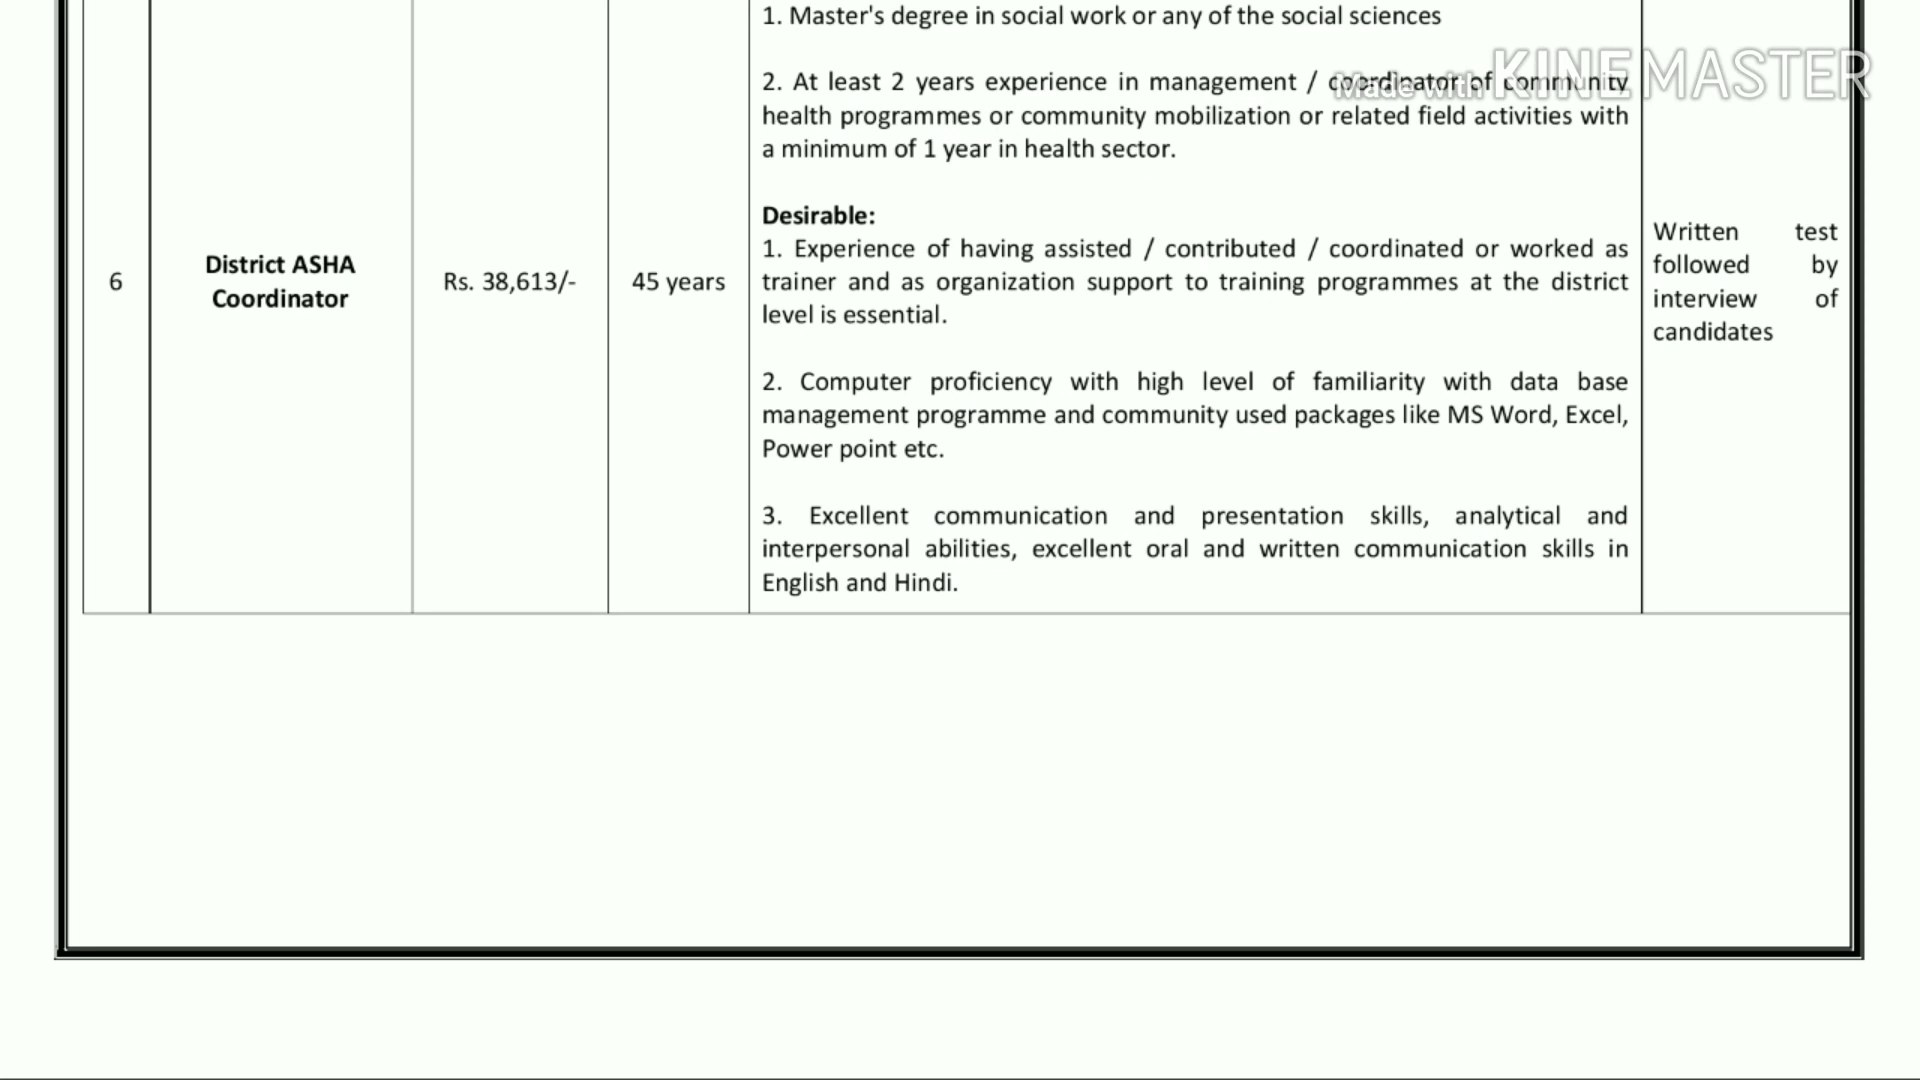 1. Master's degree in social work or any of the social sciences
Made with KINEMASTER
2. At least 2 years experience in management / coordinator of community
health programmes or community mobilization or related field activities with
a minimum of 1 year in health sector.
Desirable:
1. Experience of having assisted / contributed / coordinated or worked as
trainer and as organization support to training programmes at the district
level is essential.
2. Computer proficiency with high level of familiarity with data base
management programme and community used packages like MS Word, Excel,
Power point etc.
3. Excellent communication and presentation skills, analytical and
interpersonal abilities, excellent oral and written communication skills in
English and Hindi.
6
District ASHA
Coordinator
Rs. 38,613/-
45 years
Written test
followed by
interview of
candidates